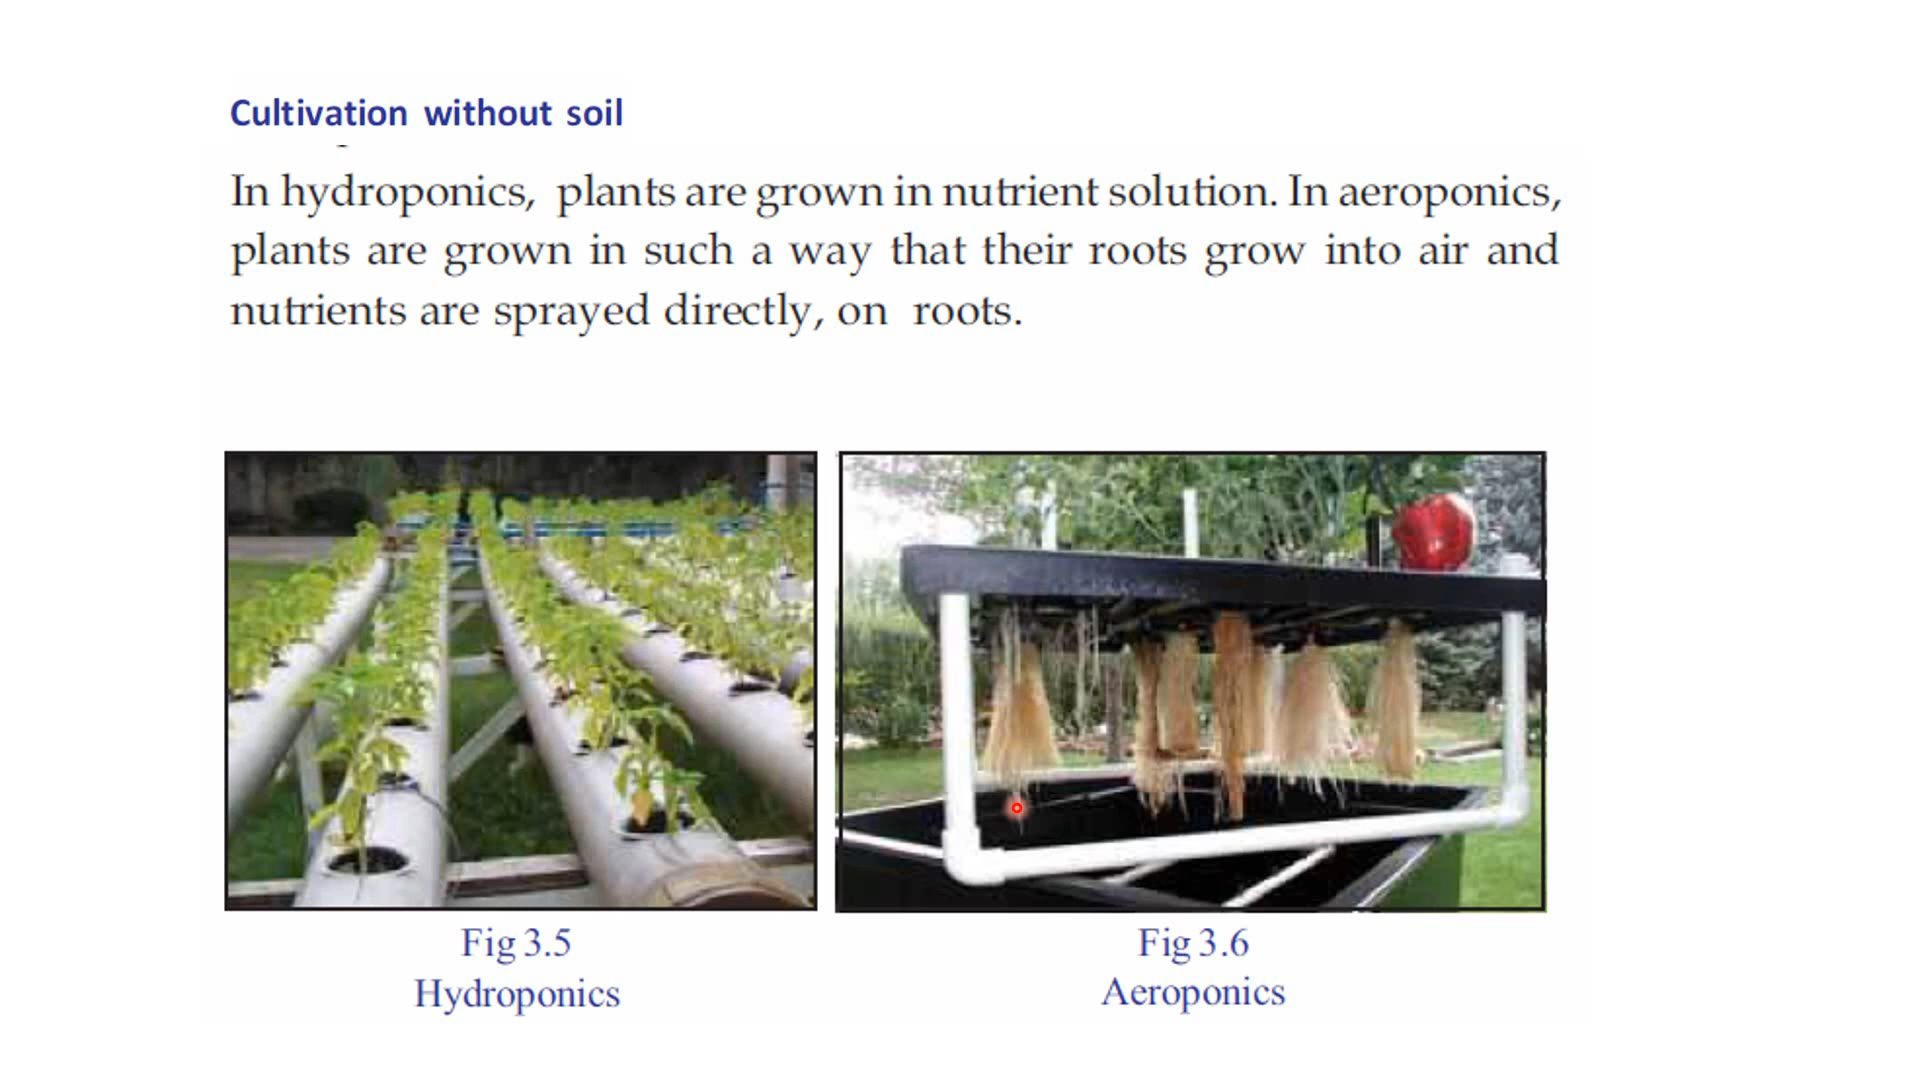 Cultivation without soil
In hydroponics, plants are grown in nutrient solution. In aeroponics,
plants are grown in such a way that their roots grow into air and
nutrients are sprayed directly, on roots.
Fig 3.5
Hydroponics
Fig 3.6
Aeroponics